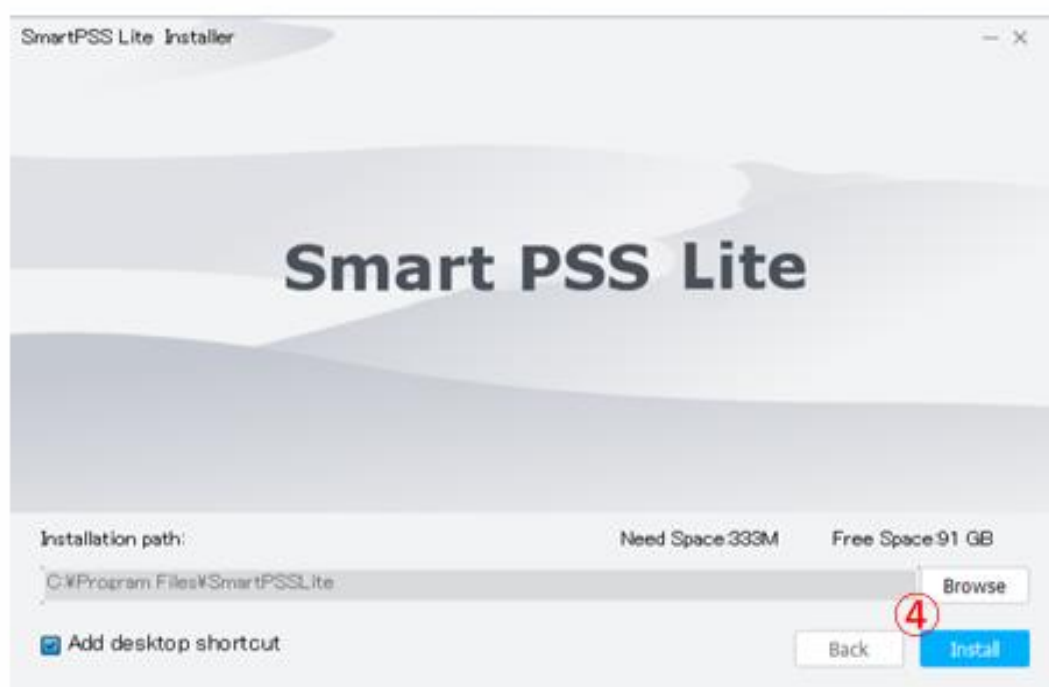 SmartPSS Lite Installer
Smart PSS Lite
Installation path:
Need Space:333M Free Space:91 GB
C:¥Program Files¥SmartPSSLite
Browse
④
Add desktop shortcut
Back
Install